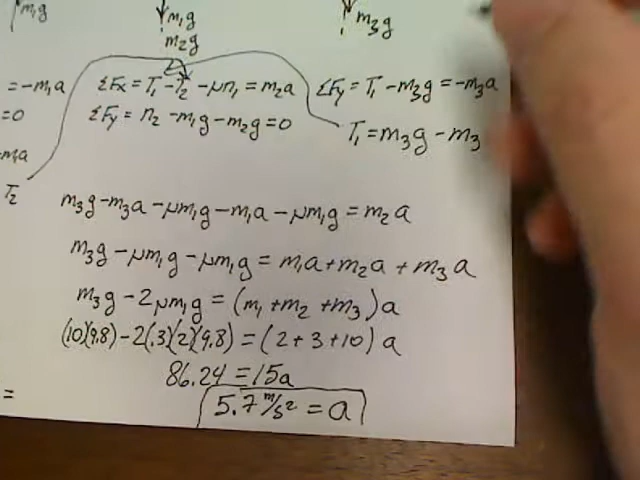 m₁g
m₁g
m₂g
m₃g
= -m₁a
ΣFx = T₁ - T₂ - μn₁ = m₂a
ΣFy = T₁ - m₃g = -m₃a
= 0
ΣFy = n₂ - m₁g - m₂g = 0
T₁ = m₃g - m₃
m₁a
T₂
m₃g - m₃a - μm₁g - m₁a - μm₁g = m₂a
m₃g - μm₁g - μm₁g = m₁a + m₂a + m₃a
m₃g - 2μm₁g = (m₁ + m₂ + m₃)a
(10)(9.8) - 2(.3)(2)(9.8) = (2 + 3 + 10) a
86.24 = 15a
=
5.7 m/s² = a